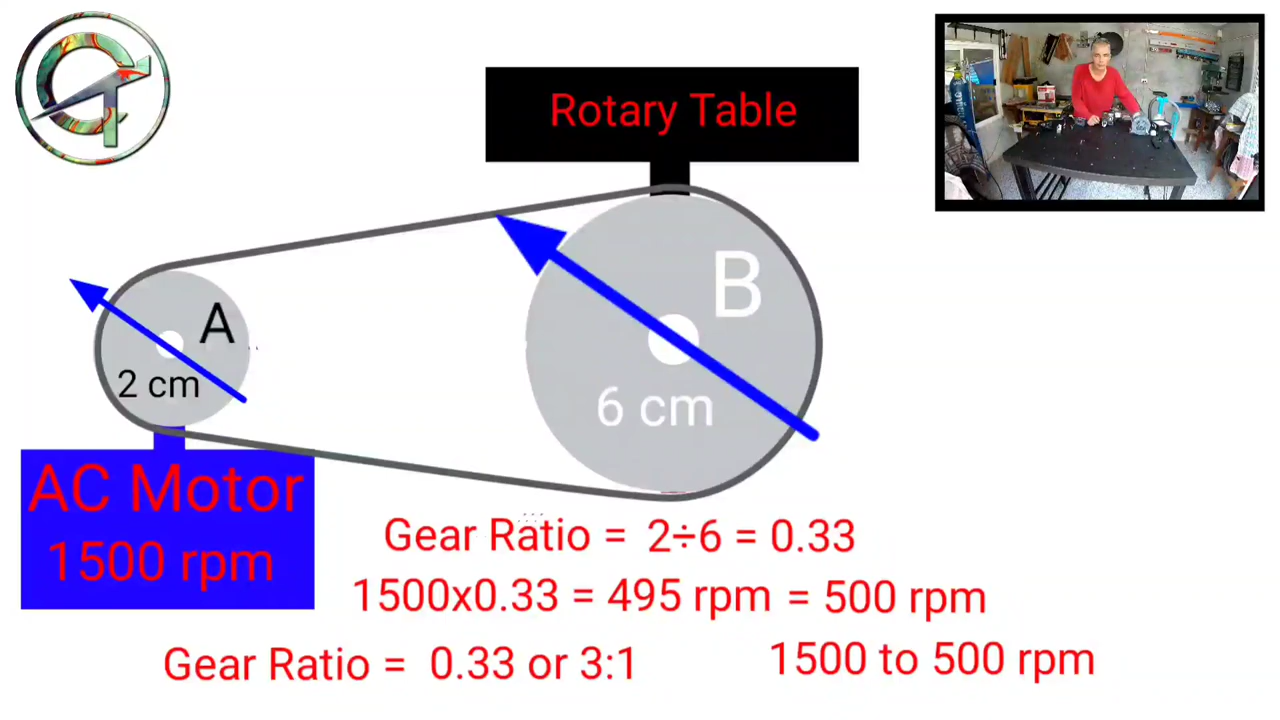 Rotary Table
A
2 cm
B
6 cm
AC Motor
1500 rpm
Gear Ratio = 2÷6 = 0.33
1500x0.33 = 495 rpm = 500 rpm
Gear Ratio = 0.33 or 3:1
1500 to 500 rpm